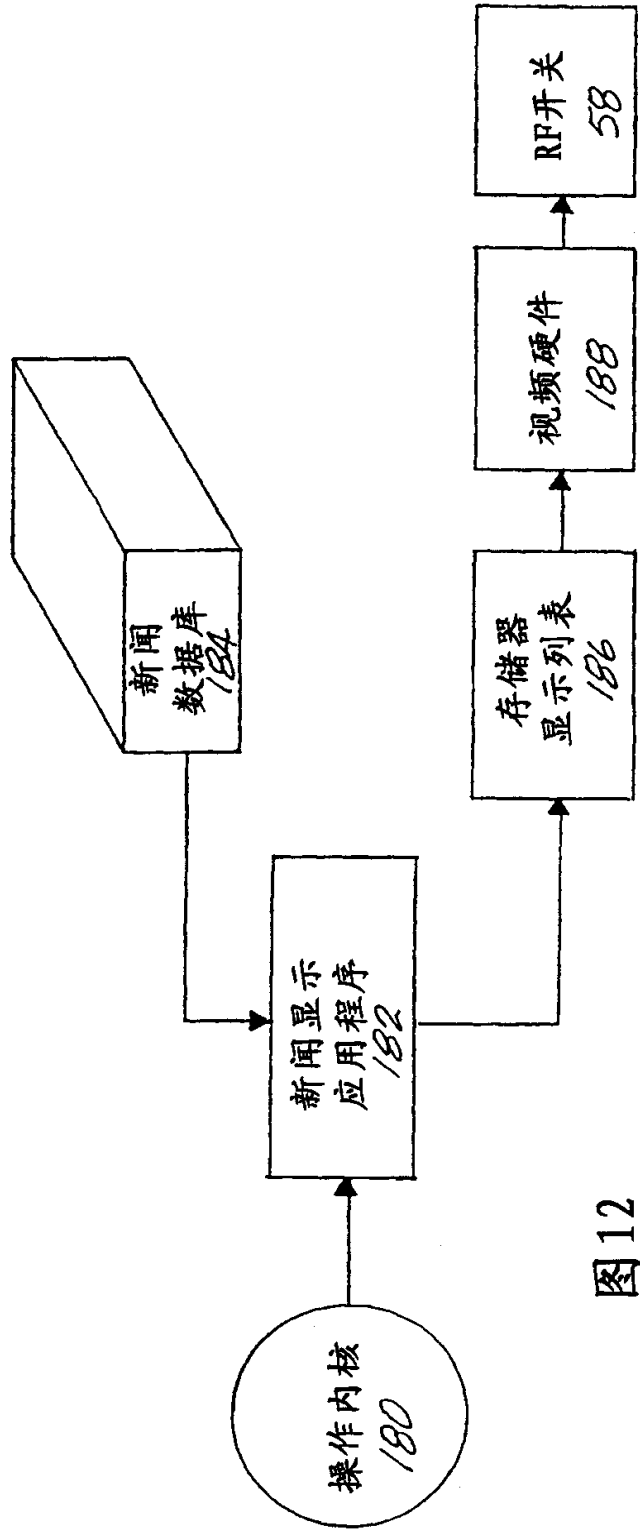 新闻
数据库
184
操作内核
180
新闻显示
应用程序
182
存储器
显示列表
186
视频硬件
188
RF开关
58
图12